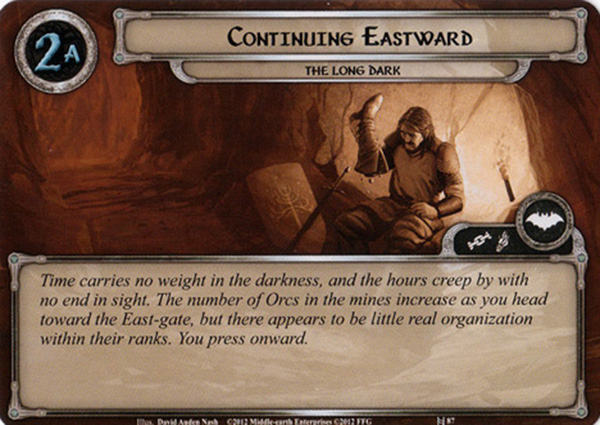 2A
CONTINUING EASTWARD
THE LONG DARK
Time carries no weight in the darkness, and the hours creep by with
no end in sight. The number of Orcs in the mines increase as you head
toward the East-gate, but there appears to be little real organization
within their ranks. You press onward.
Illus. David Auden Nash ©2012 Middle-earth Enterprises ©2012 FFG 87